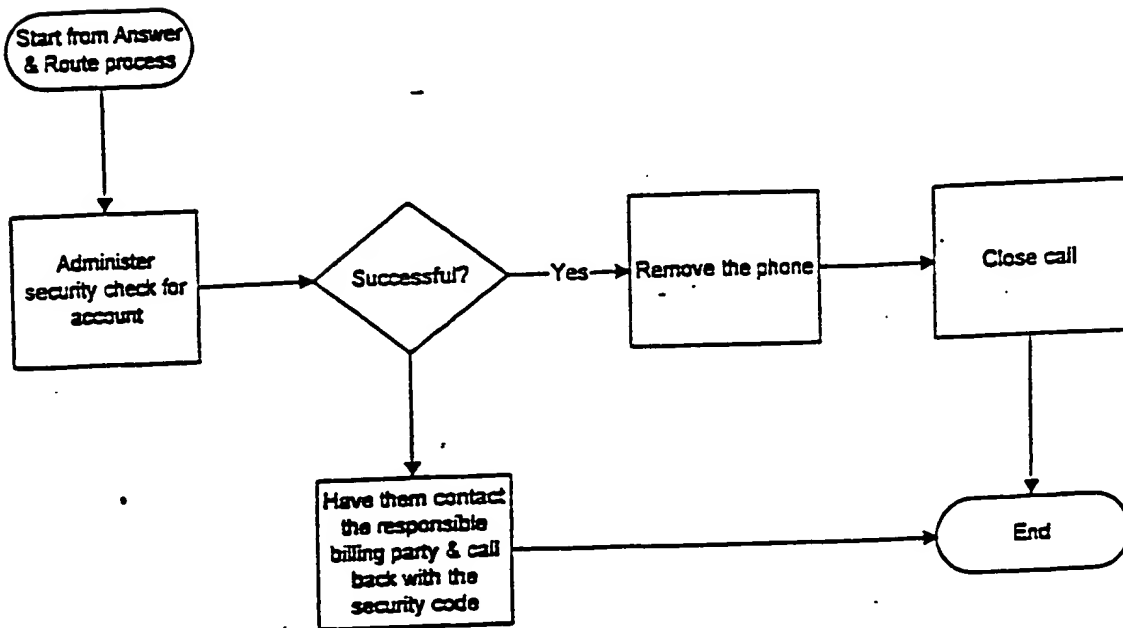 Start from Answer
& Route process
Administer
security check for
account
Successful?
Yes
Remove the phone
Close call
Have them contact
the responsible
billing party & call
back with the
security code
End